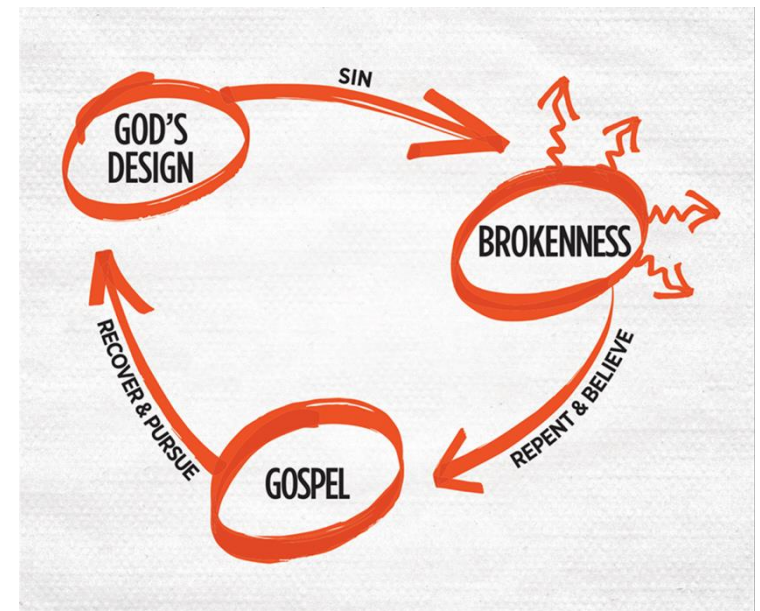 SIN
GOD'S
DESIGN
BROKENNESS
REPENT & BELIEVE
GOSPEL
RECOVER & PURSUE